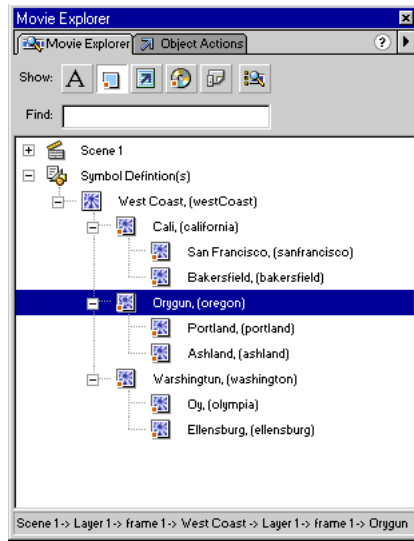 Movie Explorer
Movie Explorer Object Actions ?
Show: A
Find:
Scene 1
Symbol Defintion(s)
West Coast, (westCoast)
Cali, (california)
San Francisco, (sanfrancisco)
Bakersfield, (bakersfield)
Orygun, (oregon)
Portland, (portland)
Ashland, (ashland)
Warshingtun, (washington)
Oy, (olympia)
Ellensburg, (ellensburg)
Scene 1-> Layer 1-> frame 1-> West Coast -> Layer 1-> frame 1-> Orygun